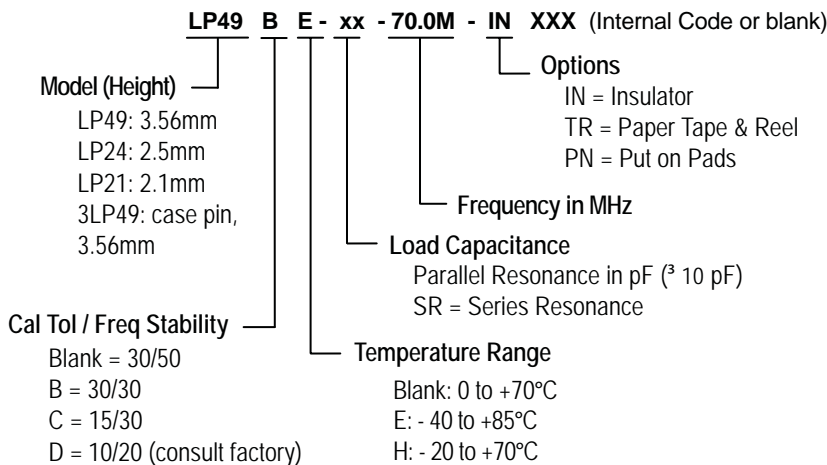 LP49 B E - xx - 70.0M - IN XXX (Internal Code or blank)
Options
IN = Insulator
TR = Paper Tape & Reel
PN = Put on Pads
Model (Height)
LP49: 3.56mm
LP24: 2.5mm
LP21: 2.1mm
3LP49: case pin,
3.56mm
Frequency in MHz
Load Capacitance
Parallel Resonance in pF (³ 10 pF)
SR = Series Resonance
Cal Tol / Freq Stability
Blank = 30/50
B = 30/30
C = 15/30
D = 10/20 (consult factory)
Temperature Range
Blank: 0 to +70°C
E: - 40 to +85°C
H: - 20 to +70°C